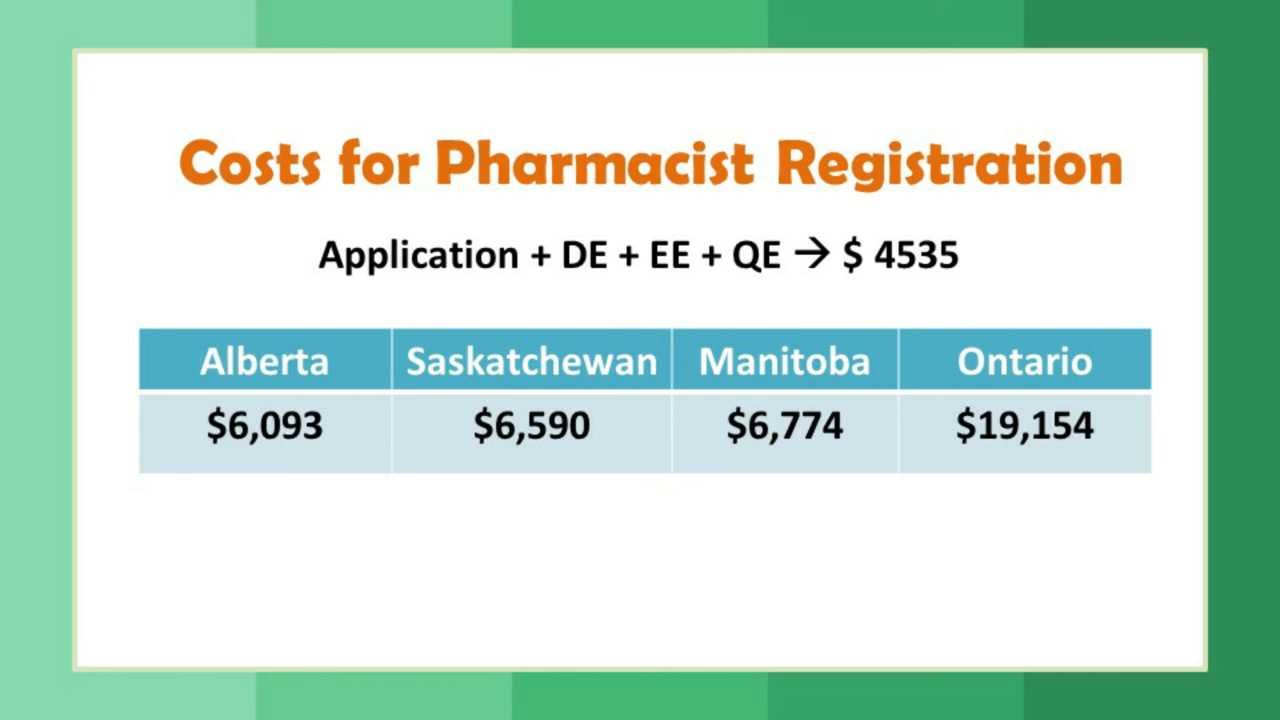 Costs for Pharmacist Registration
Application + DE + EE + QE → $ 4535
Alberta Saskatchewan Manitoba Ontario
$6,093 $6,590 $6,774 $19,154